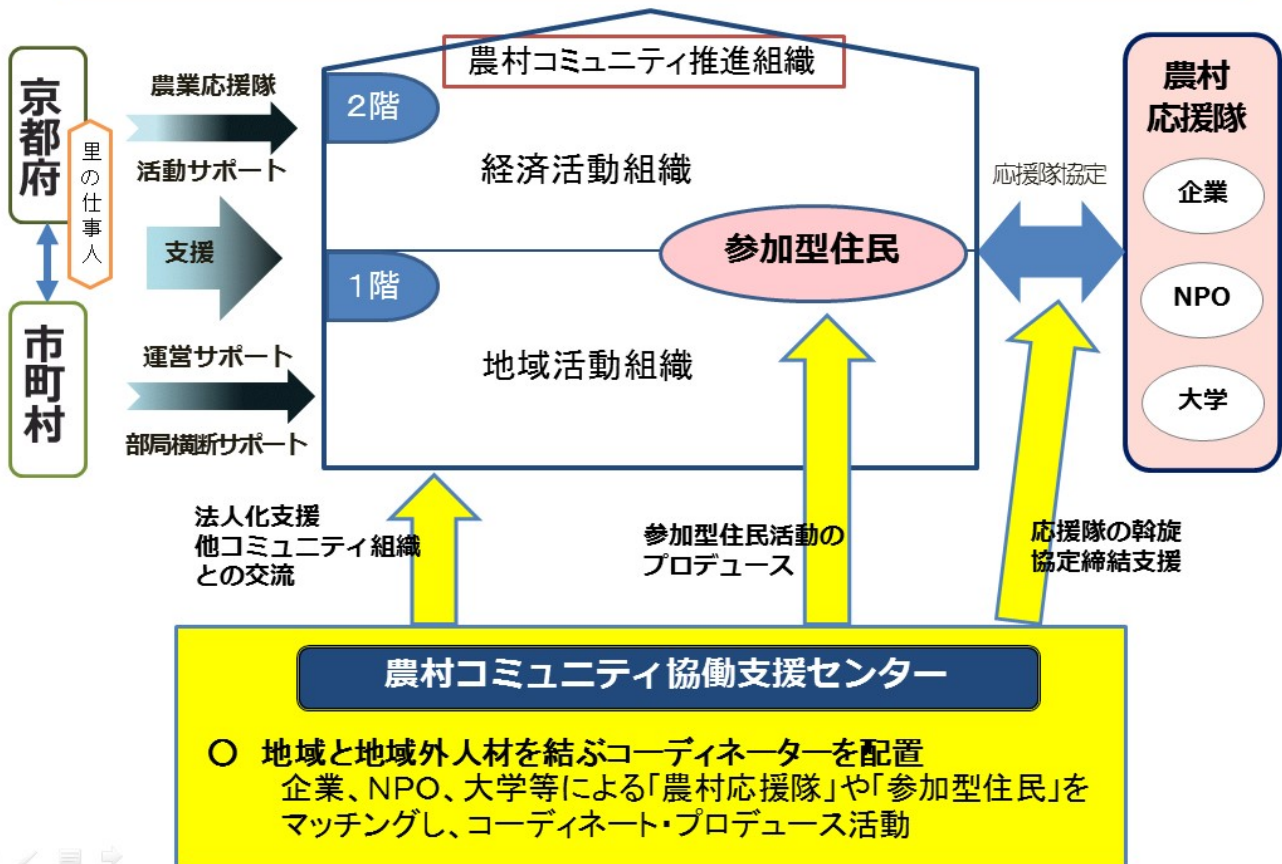 農村コミュニティ推進組織
京都府
里の仕事人
市町村
農業応援隊
活動サポート
支援
運営サポート
部局横断サポート
2階
経済活動組織
参加型住民
1階
地域活動組織
応援隊協定
農村
応援隊
企業
NPO
大学
法人化支援
他コミュニティ組織
との交流
参加型住民活動の
プロデュース
応援隊の斡旋
協定締結支援
農村コミュニティ協働支援センター
○ 地域と地域外人材を結ぶコーディネーターを配置
企業、NPO、大学等による「農村応援隊」や「参加型住民」を
マッチングし、コーディネート・プロデュース活動